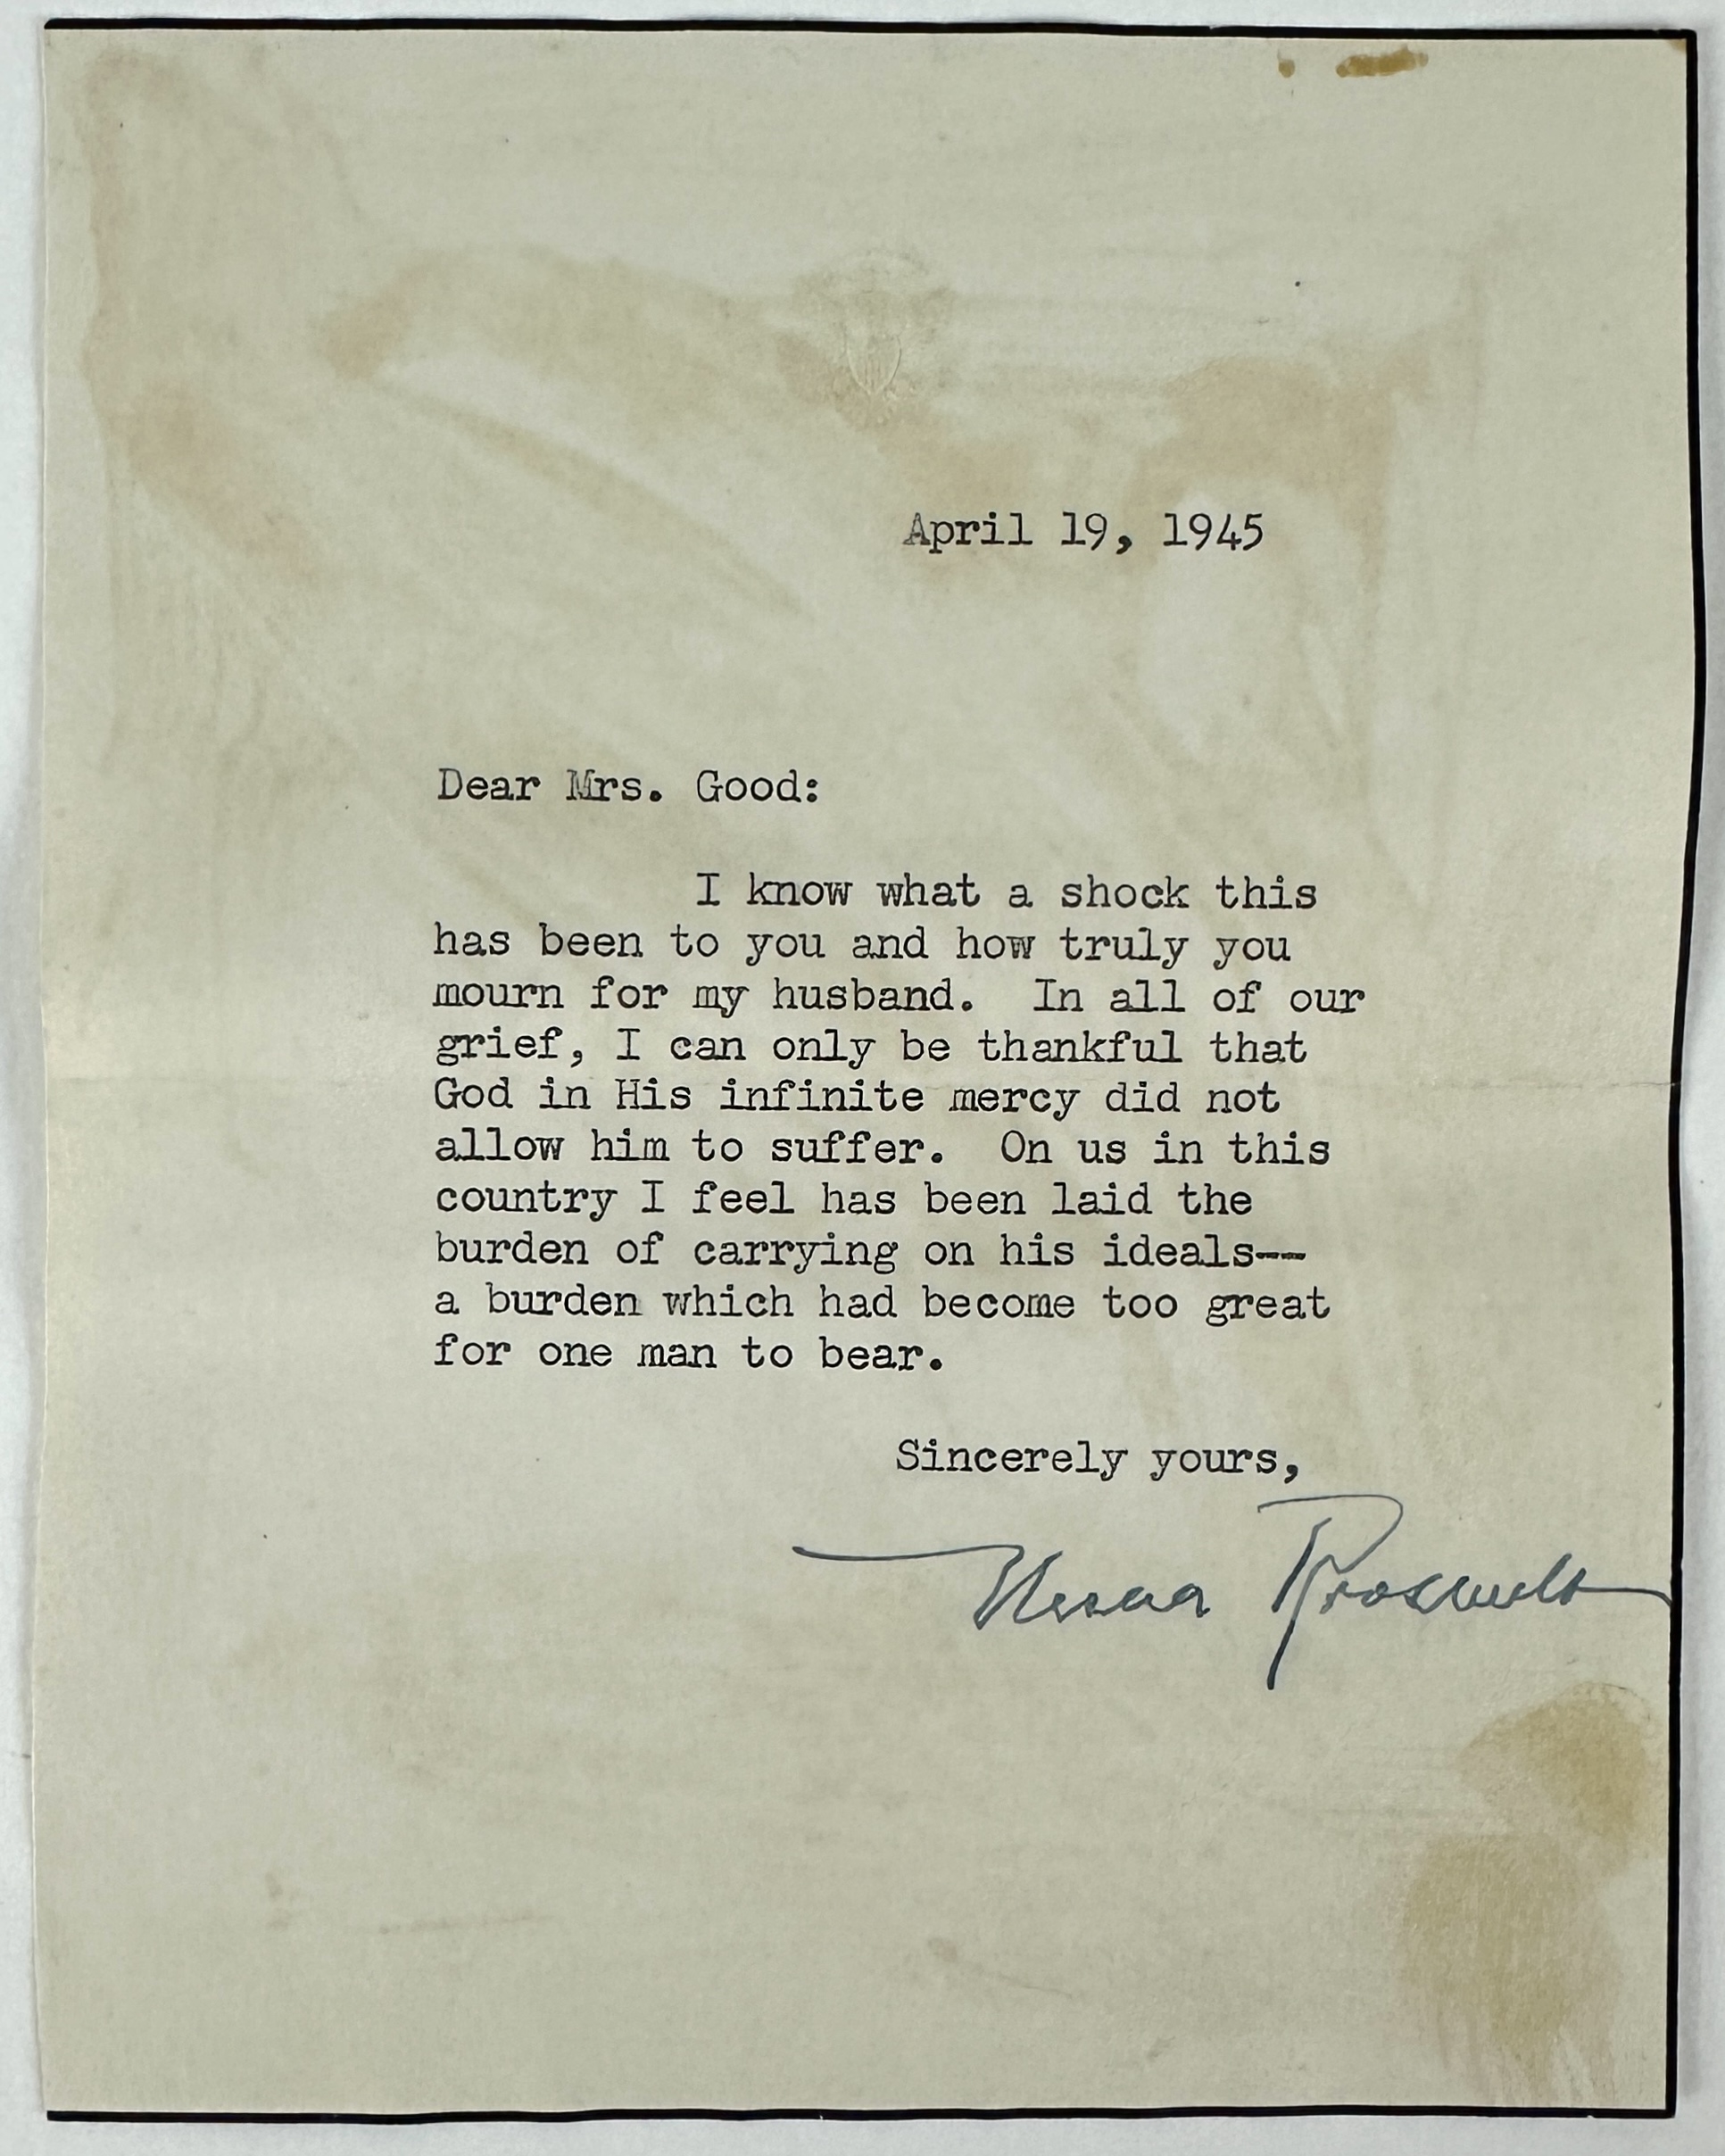 April 19, 1945
Dear Mrs. Good:
I know what a shock this
has been to you and how truly you
mourn for my husband. In all of our
grief, I can only be thankful that
God in His infinite mercy did not
allow him to suffer. On us in this
country I feel has been laid the
burden of carrying on his ideals--
a burden which had become too great
for one man to bear.
Sincerely yours,
Eleanor Roosevelt